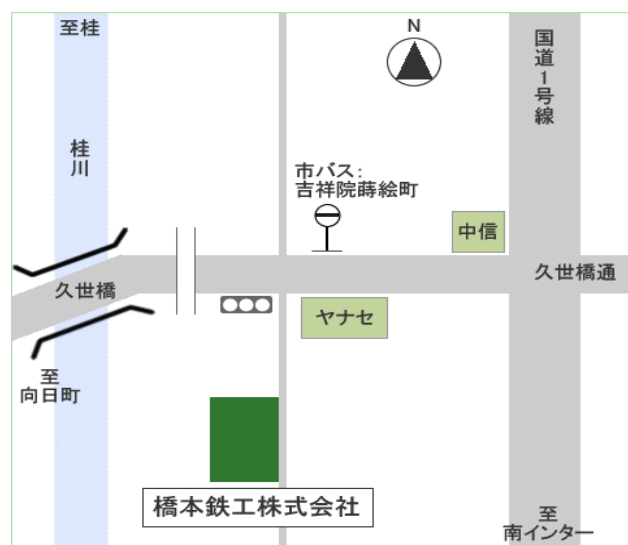 至桂
N
国道1号線
桂川
市バス:
吉祥院蒔絵町
中信
久世橋通
久世橋
ヤナセ
至
向日町
橋本鉄工株式会社
至
南インター